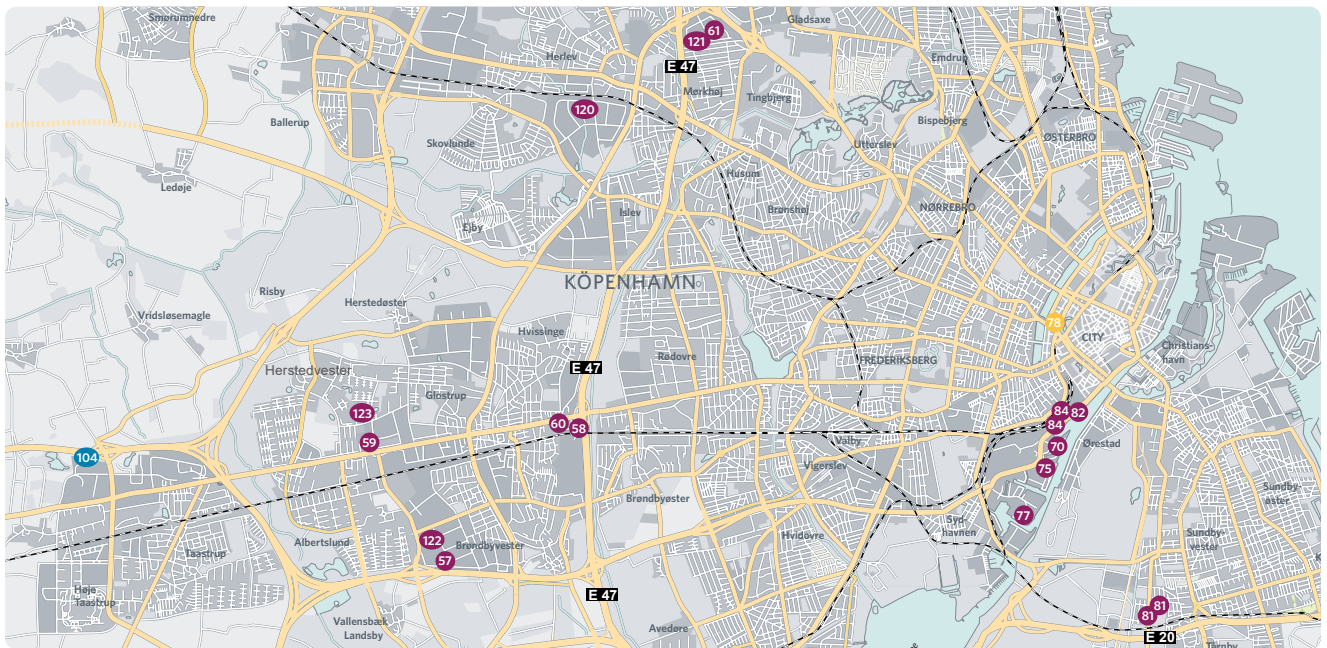 Smørumnedre
Gladsaxe
61
121
Herlev
Emdrup
E 47
Mørkhøj
Tingbjerg
120
Ballerup
Bispebjerg
ØSTERBRO
Skovlunde
Utterslev
Husum
Ledøje
Islev
Brønshøj
NØRREBRO
Ejby
KÖPENHAMN
Risby
Herstedøster
Vridsløsemagle
Hvissinge
78
CITY
Christians-
havn
Rødovre
FREDERIKSBERG
E 47
Herstedvester
Glostrup
123
84
82
60
58
84
59
Valby
Ørestad
70
104
Vigerslev
75
Brøndbyøster
Sundby-
øster
77
Syd-
havnen
Hvidovre
Sundby-
vester
122
Albertslund
Brøndbyvester
57
Taastrup
Høje
Taastrup
E 47
81
81
Vallensbæk
Landsby
Avedøre
E 20
Tårnby